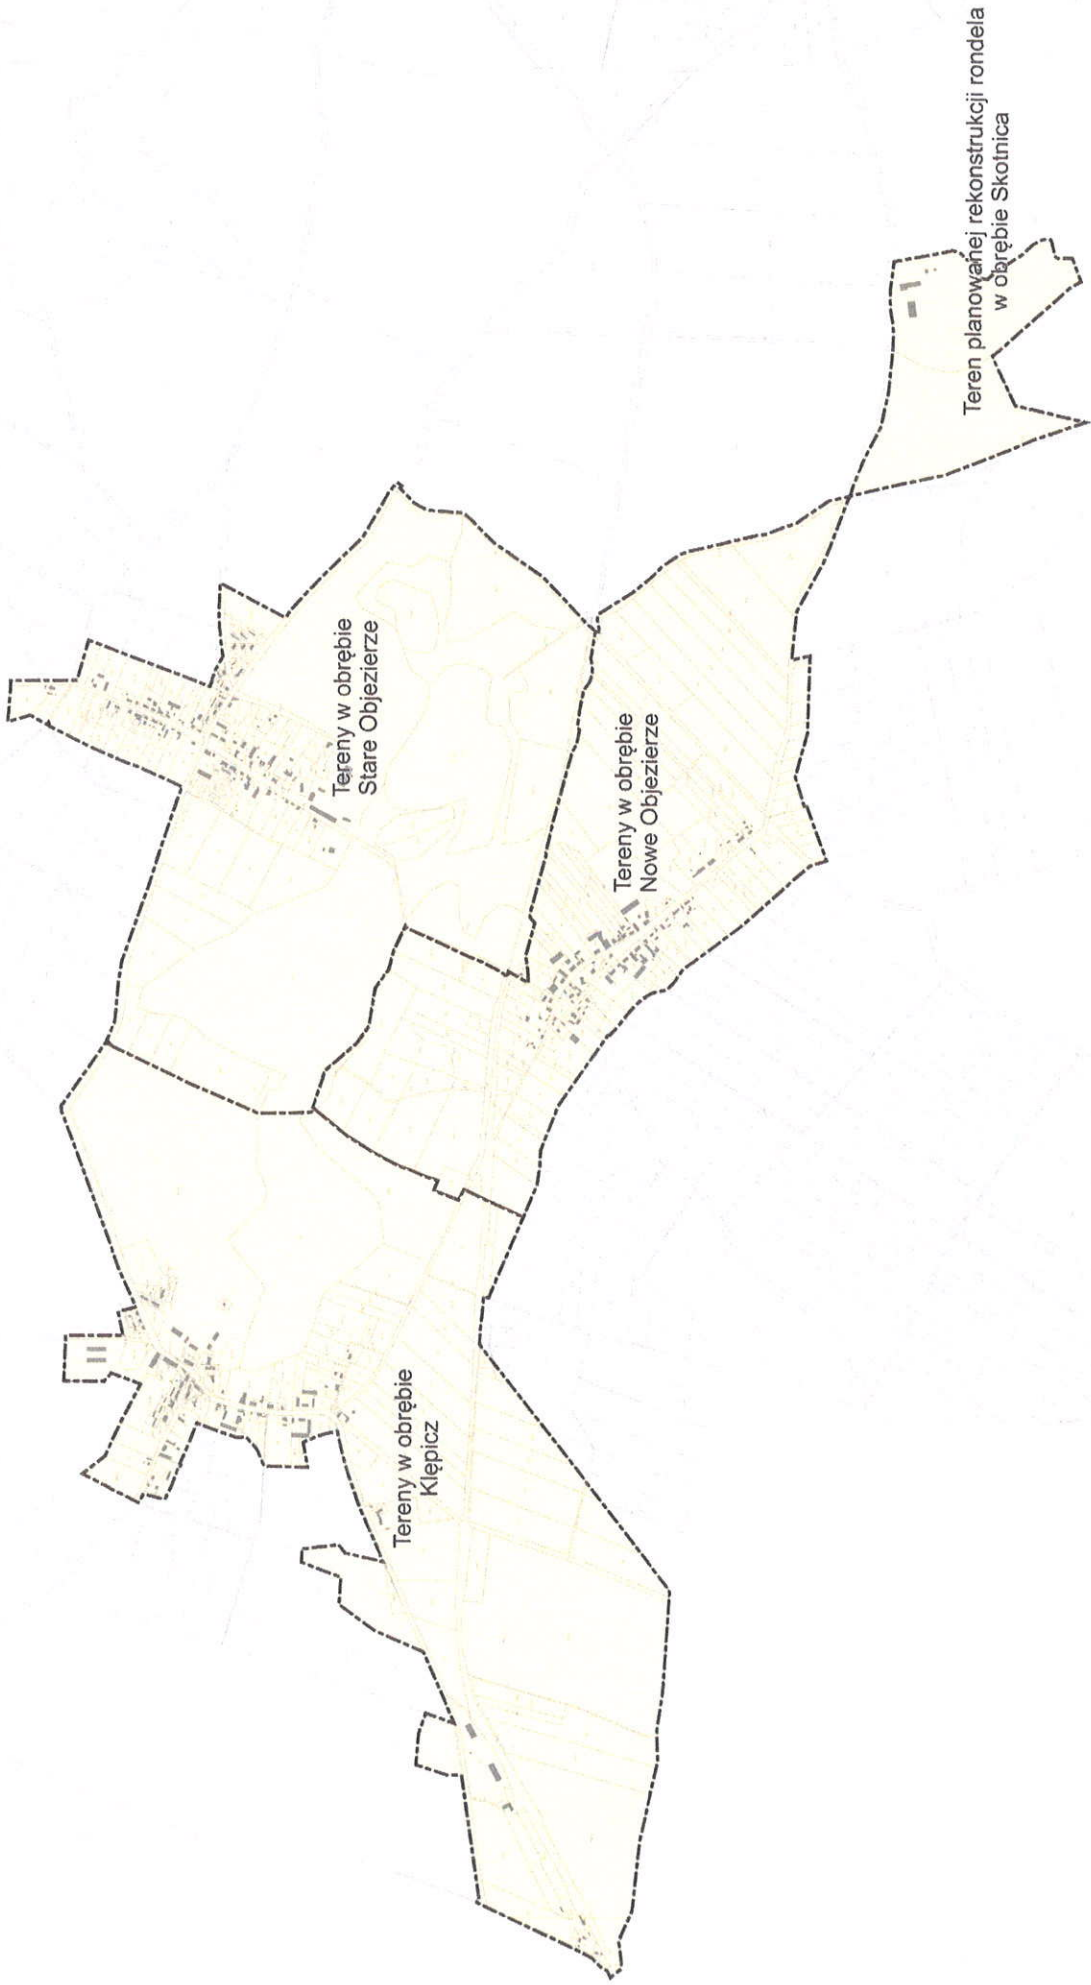 Teren planowanej rekonstrukcji rondela
w obrębie Skotnica
Tereny w obrębie
Stare Objezierze
Tereny w obrębie
Nowe Objezierze
Tereny w obrębie
Klępicz